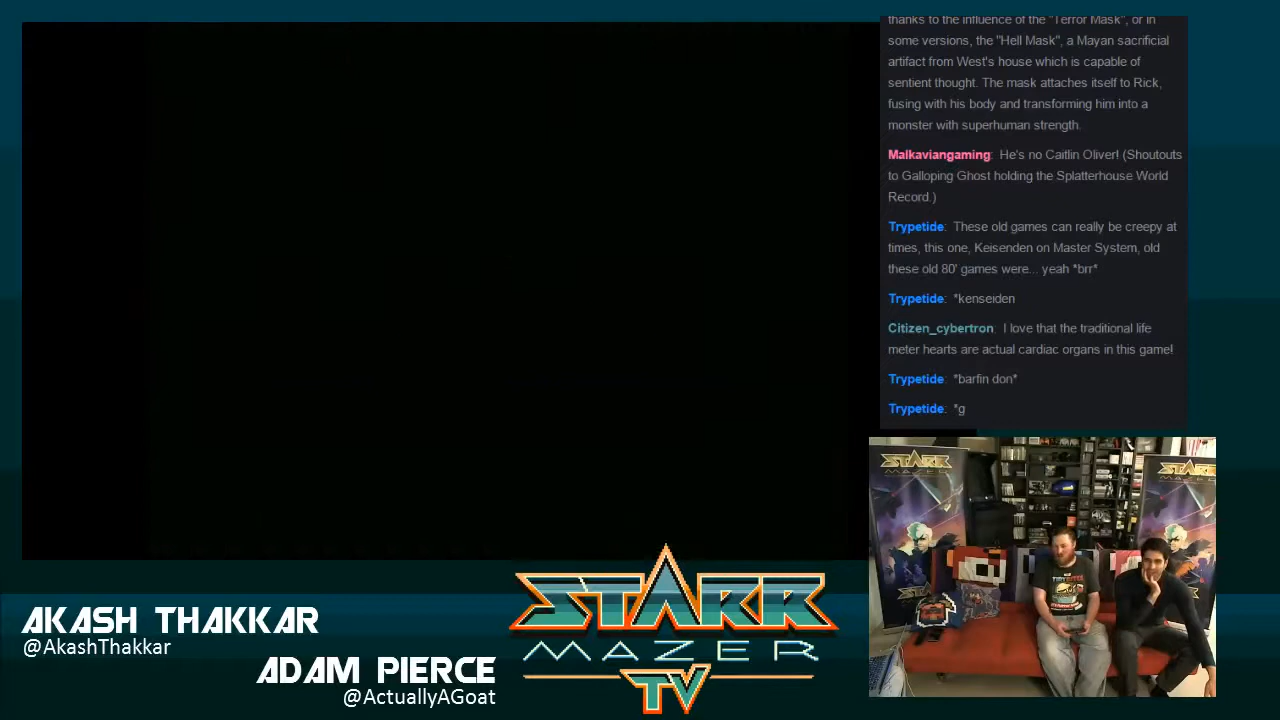 thanks to the influence of the "Terror Mask", or in
some versions, the "Hell Mask", a Mayan sacrificial
artifact from West's house which is capable of
sentient thought. The mask attaches itself to Rick,
fusing with his body and transforming him into a
monster with superhuman strength.
Malkaviangaming: He's no Caitlin Oliver! (Shoutouts
to Galloping Ghost holding the Splatterhouse World
Record.)
Trypetide: These old games can really be creepy at
times, this one, Keisenden on Master System, old
these old 80' games were... yeah *brr*
Trypetide: *kenseiden
Citizen_cybertron: I love that the traditional life
meter hearts are actual cardiac organs in this game!
Trypetide: *barfin don*
Trypetide: *g
STARR
MAZER
STARR
MAZER
AKASH THAKKAR
@AkashThakkar
ADAM PIERCE
@ActuallyAGoat
STARR
MAZER
TV